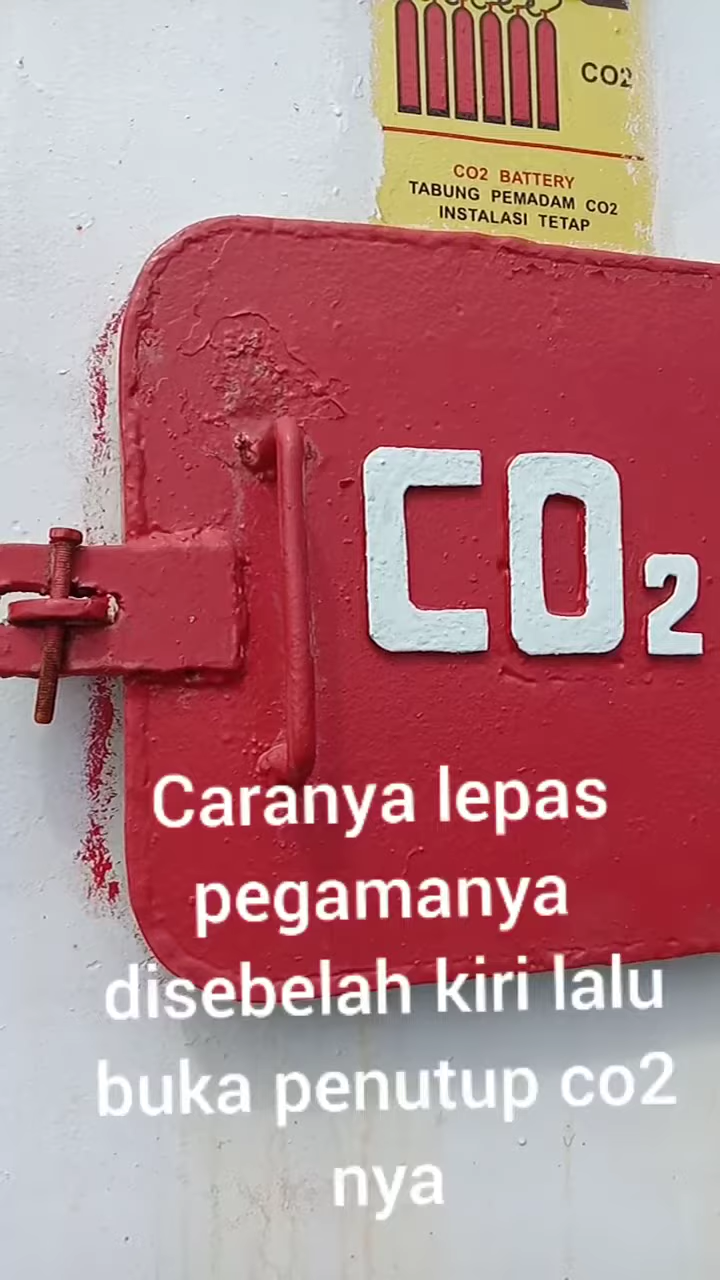 CO2
CO2 BATTERY
TABUNG PEMADAM CO2
INSTALASI TETAP
CO2
Caranya lepas
pegamanya
disebelah kiri lalu
buka penutup co2
nya